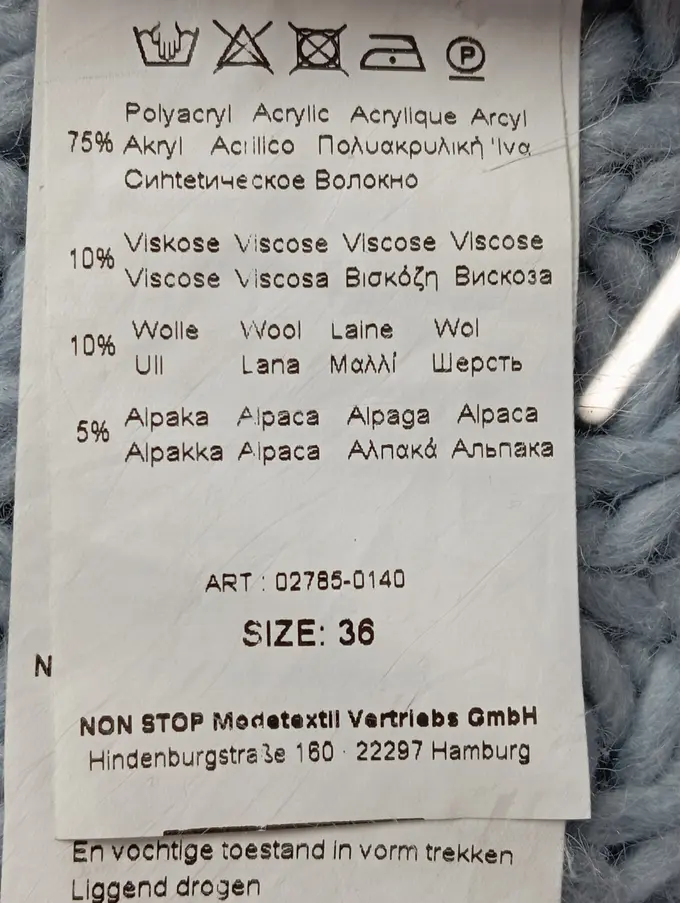 P
Polyacryl Acrylic Acrylique Arcyl
75% Akryl Acrilico Πολυακρυλική Ίνα
Синtetическое Волокно
10% Viskose Viscose Viscose Viscose
Viscose Viscosa Βισκόζη Вискоза
10% Wolle Wool Laine Wol
Ull Lana Μαλλί Шерсть
5% Alpaka Alpaca Alpaga Alpaca
Alpakka Alpaca Αλπακά Альпака
ART : 02785-0140
SIZE: 36
N
NON STOP Modetextil Vertriebs GmbH
Hindenburgstraße 160 · 22297 Hamburg
En vochtige toestand in vorm trekken
Liggend drogen